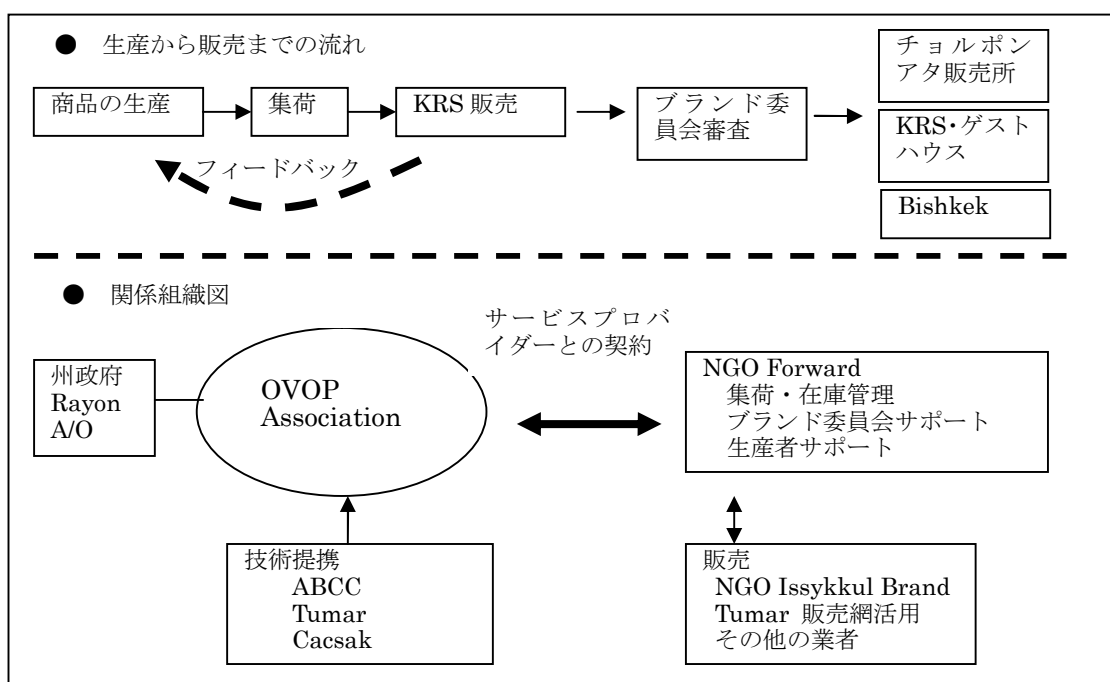 ● 生産から販売までの流れ
商品の生産
集荷
KRS 販売
ブランド委
員会審査
チョルポン
アタ販売所
KRS・ゲスト
ハウス
Bishkek
フィードバック
● 関係組織図
サービスプロバ
イダーとの契約
州政府
Rayon
A/O
OVOP
Association
NGO Forward
集荷・在庫管理
ブランド委員会サポート
生産者サポート
技術提携
ABCC
Tumar
Cacsak
販売
NGO Issykkul Brand
Tumar 販売網活用
その他の業者